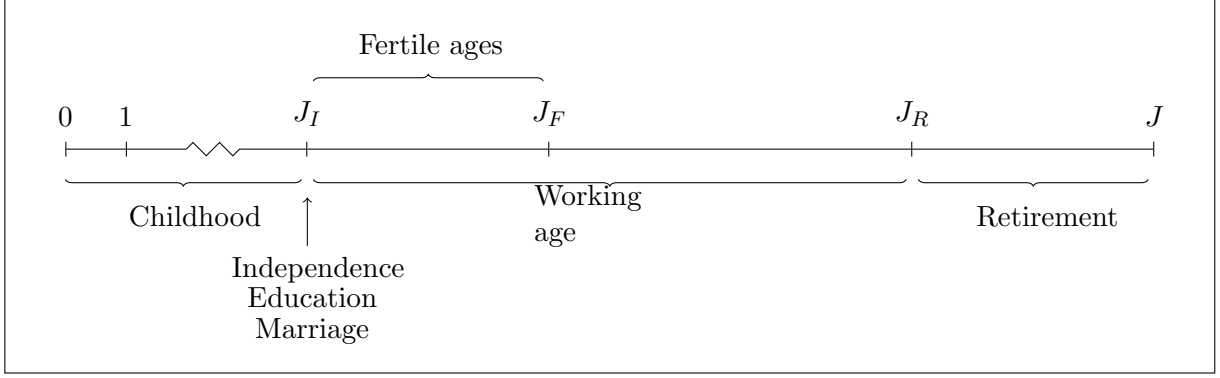 Fertile ages
0 1 J_I J_F J_R J
Childhood
Working
age
Retirement
Independence
Education
Marriage